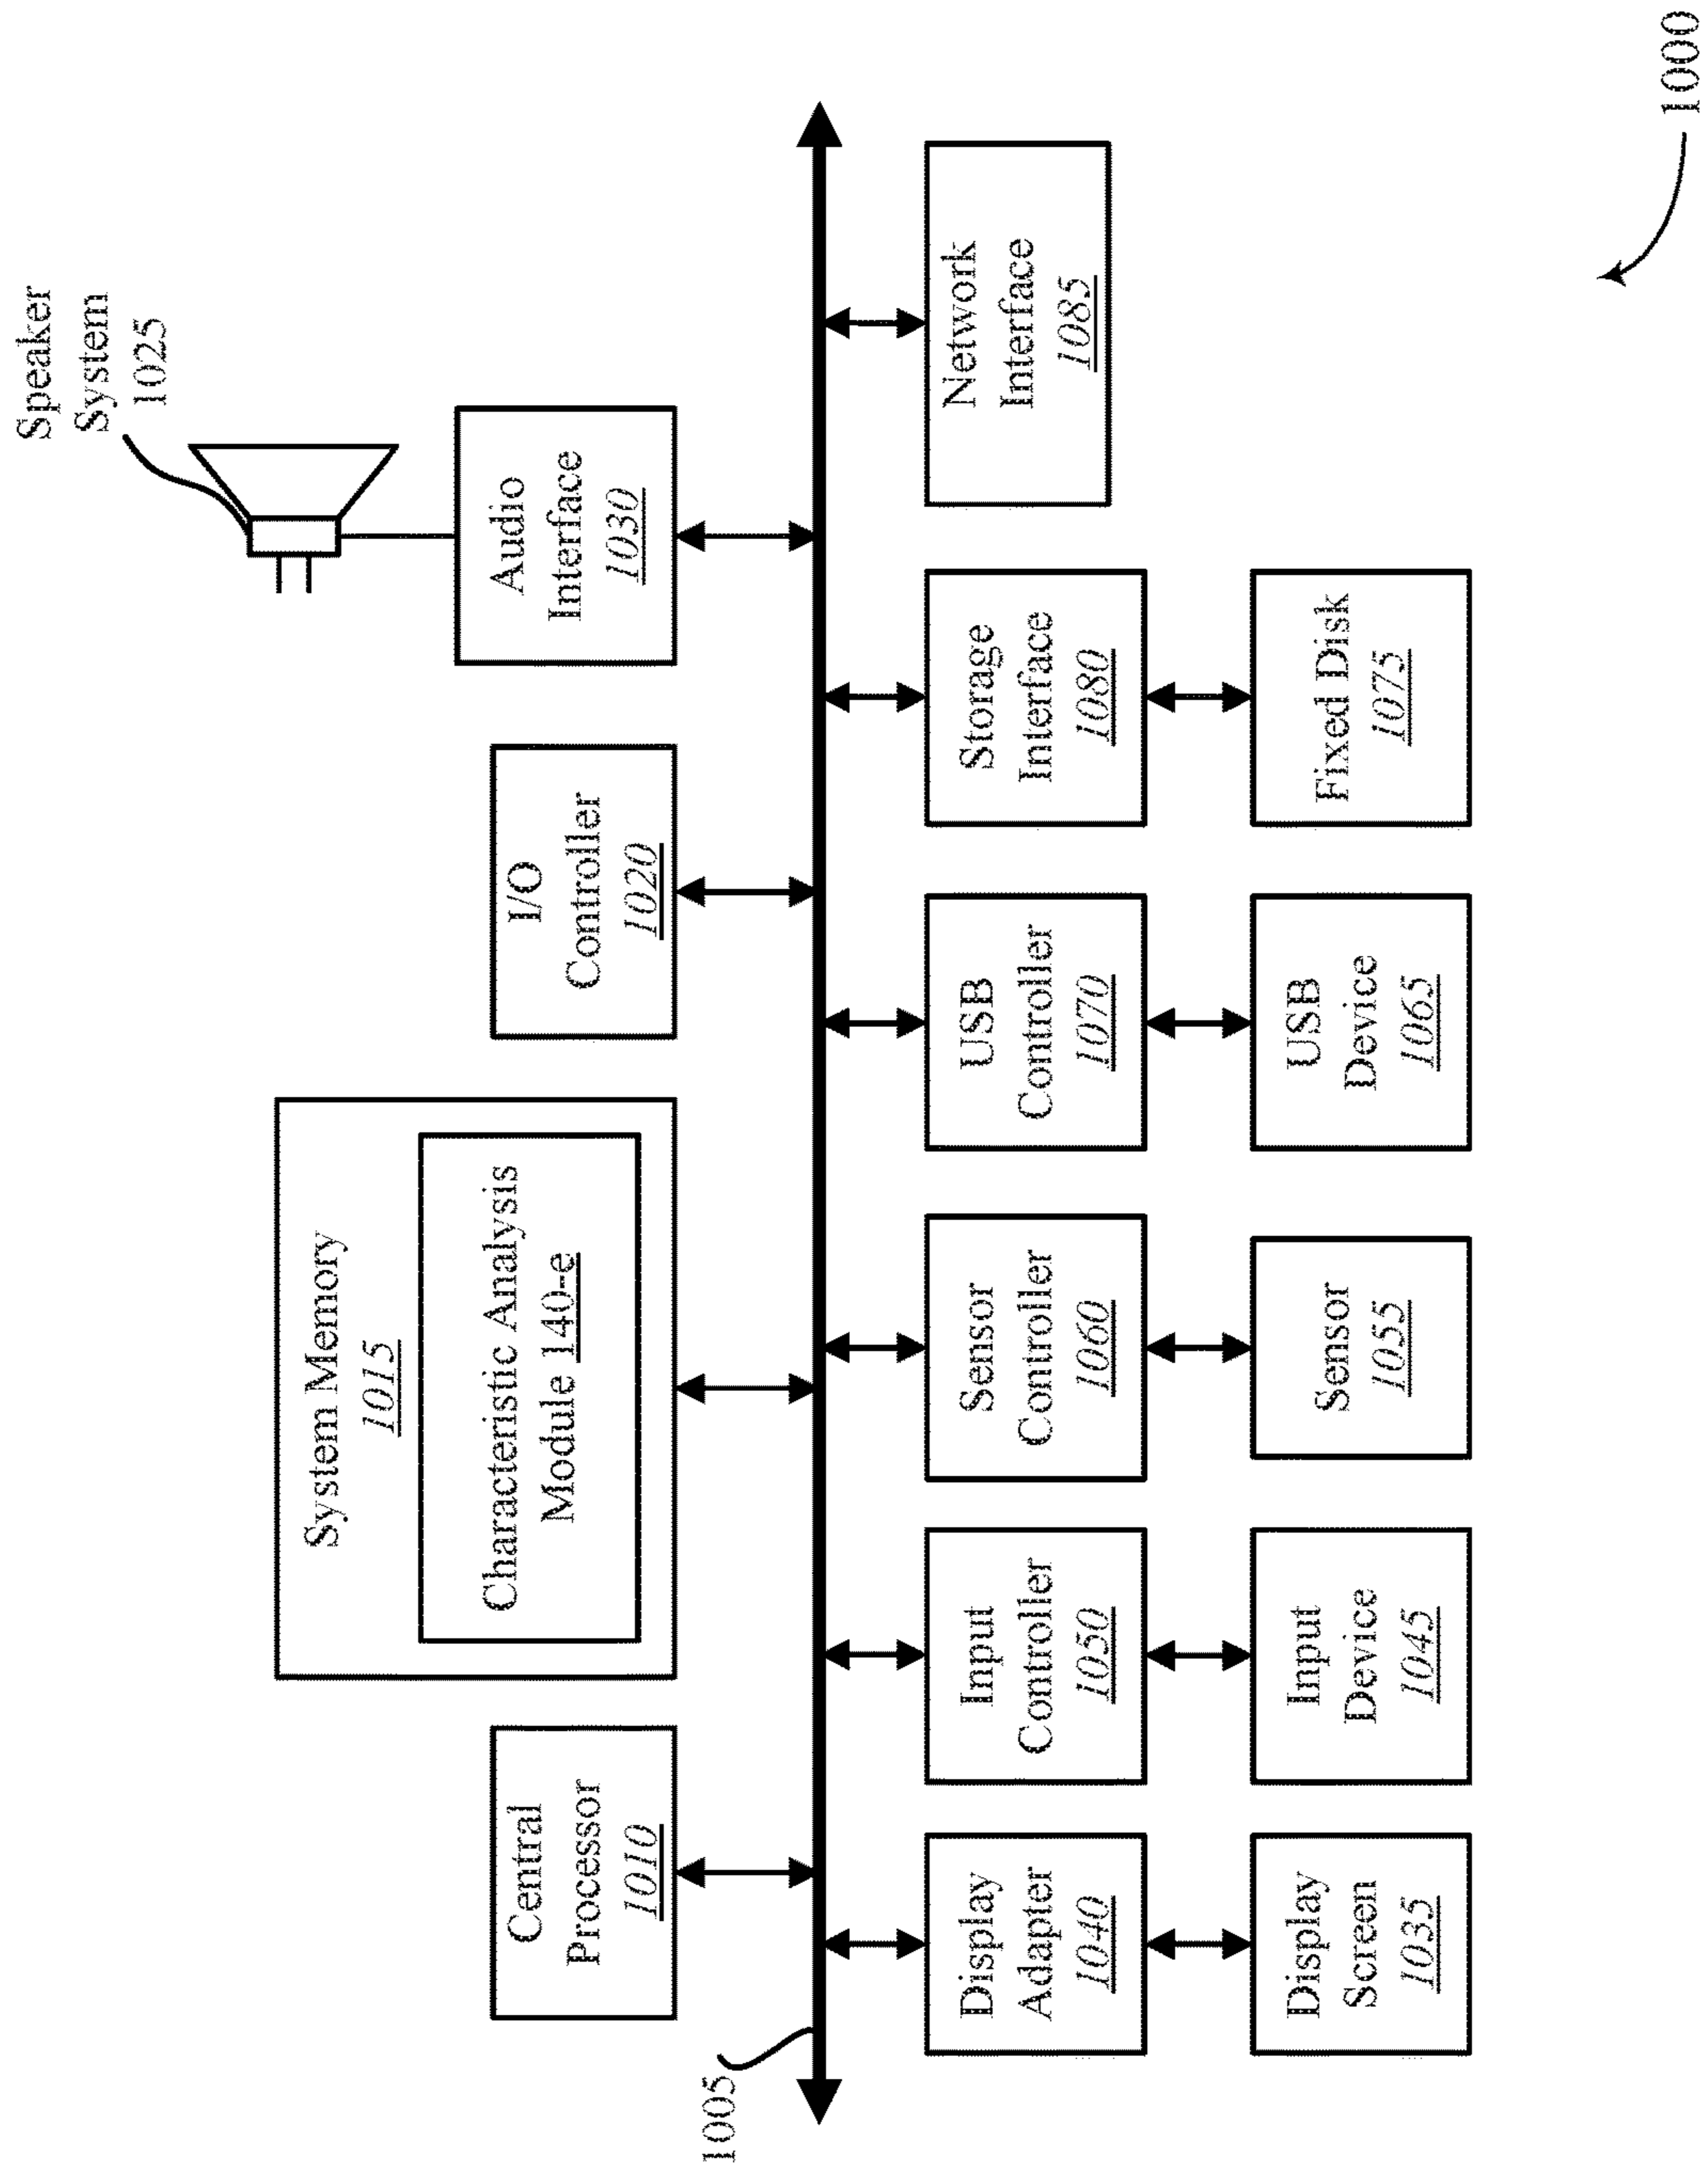 Speaker
System
1025
Central
Processor
1010
System Memory
1015
Characteristic Analysis
Module 140-e
I/O
Controller
1020
Audio
Interface
1030
1005
Display
Adapter
1040
Input
Controller
1050
Sensor
Controller
1060
USB
Controller
1070
Storage
Interface
1080
Network
Interface
1085
Display
Screen
1035
Input
Device
1045
Sensor
1055
USB
Device
1065
Fixed Disk
1075
1000